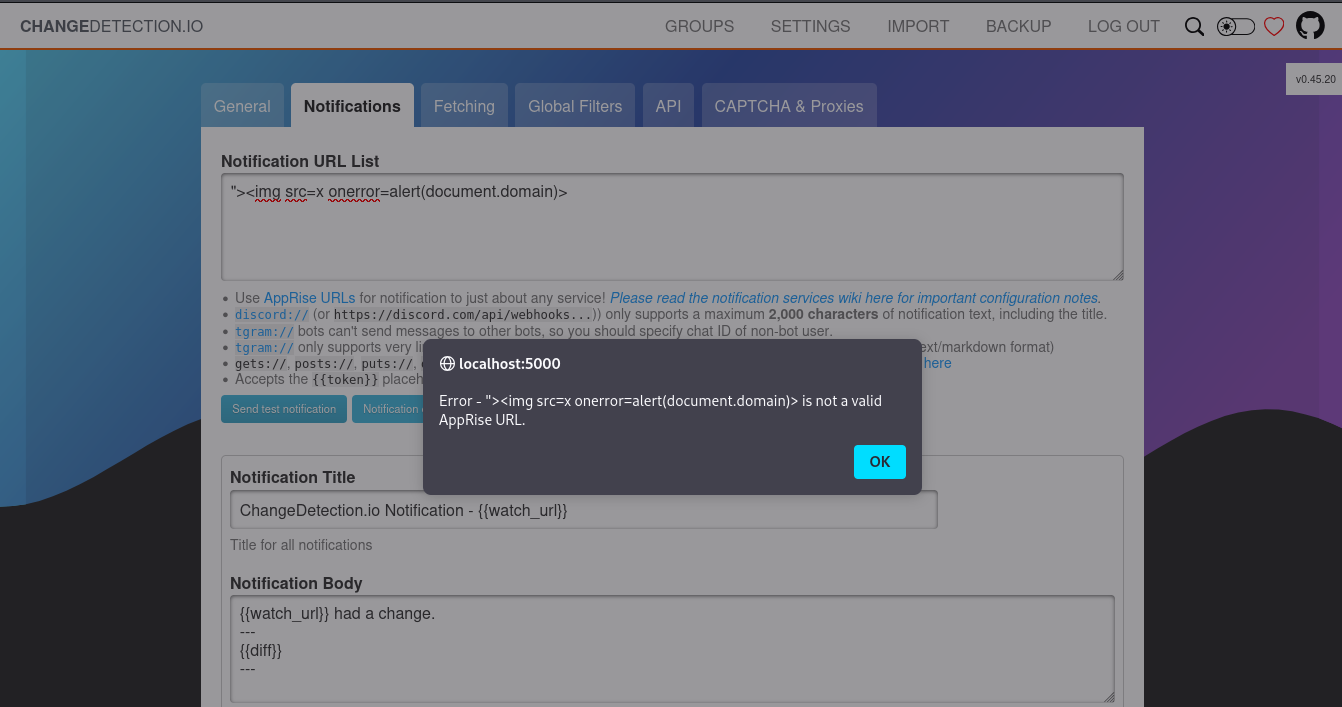 CHANGEDETECTION.IO GROUPS SETTINGS IMPORT BACKUP LOG OUT
v0.45.20
General Notifications Fetching Global Filters API CAPTCHA & Proxies
Notification URL List
"><img src=x onerror=alert(document.domain)>
• Use AppRise URLs for notification to just about any service! Please read the notification services wiki here for important configuration notes.
• discord:// (or https://discord.com/api/webhooks...)) only supports a maximum 2,000 characters of notification text, including the title.
• tgram:// bots can't send messages to other bots, so you should specify chat ID of non-bot user.
• tgram:// only supports very ext/markdown format)
• gets://, posts://, puts://, here
• Accepts the {{token}}
Send test notification Notification
localhost:5000
Error - "><img src=x onerror=alert(document.domain)> is not a valid
AppRise URL.
OK
Notification Title
ChangeDetection.io Notification - {{watch_url}}
Title for all notifications
Notification Body
{{watch_url}} had a change.
---
{{diff}}
---